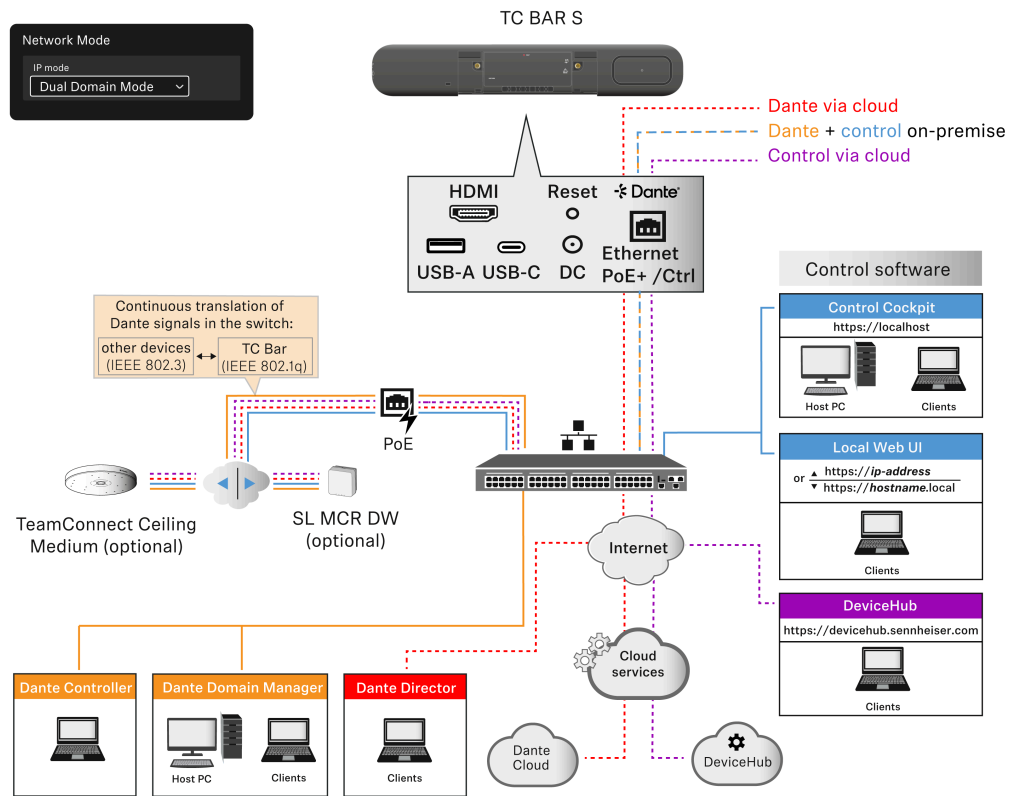 TC BAR S
Network Mode
IP mode
Dual Domain Mode
Dante via cloud
Dante + control on-premise
Control via cloud
HDMI
Reset
Dante
USB-A
USB-C
DC
Ethernet
PoE+ /Ctrl
Control software
Control Cockpit
https://localhost
Host PC
Clients
Continuous translation of
Dante signals in the switch:
other devices
(IEEE 802.3)
TC Bar
(IEEE 802.1q)
PoE
Local Web UI
or
https://ip-address
https://hostname.local
Clients
TeamConnect Ceiling
Medium (optional)
SL MCR DW
(optional)
Internet
DeviceHub
https://devicehub.sennheiser.com
Clients
Cloud
services
Dante Controller
Dante Domain Manager
Host PC
Clients
Dante Director
Clients
Dante
Cloud
DeviceHub